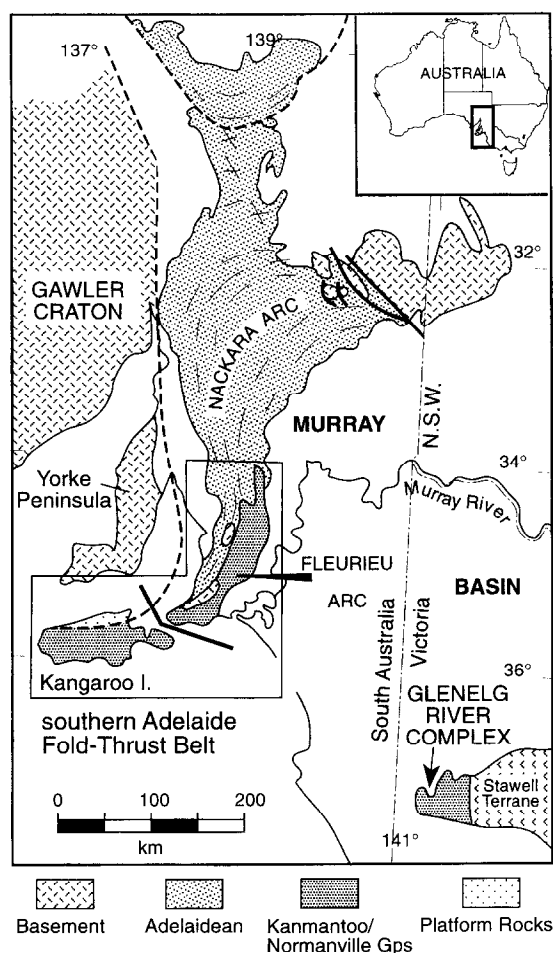 137°
139°
AUSTRALIA
32°
GAWLER
CRATON
NACKARA ARC
MURRAY
N.S.W.
34°
Yorke
Peninsula
Murray River
FLEURIEU
ARC
BASIN
South Australia
Victoria
36°
Kangaroo I.
GLENELG
RIVER
COMPLEX
southern Adelaide
Fold-Thrust Belt
Stawell
Terrane
0 100 200
km
141°
Basement
Adelaidean
Kanmantoo/
Normanville Gps
Platform Rocks